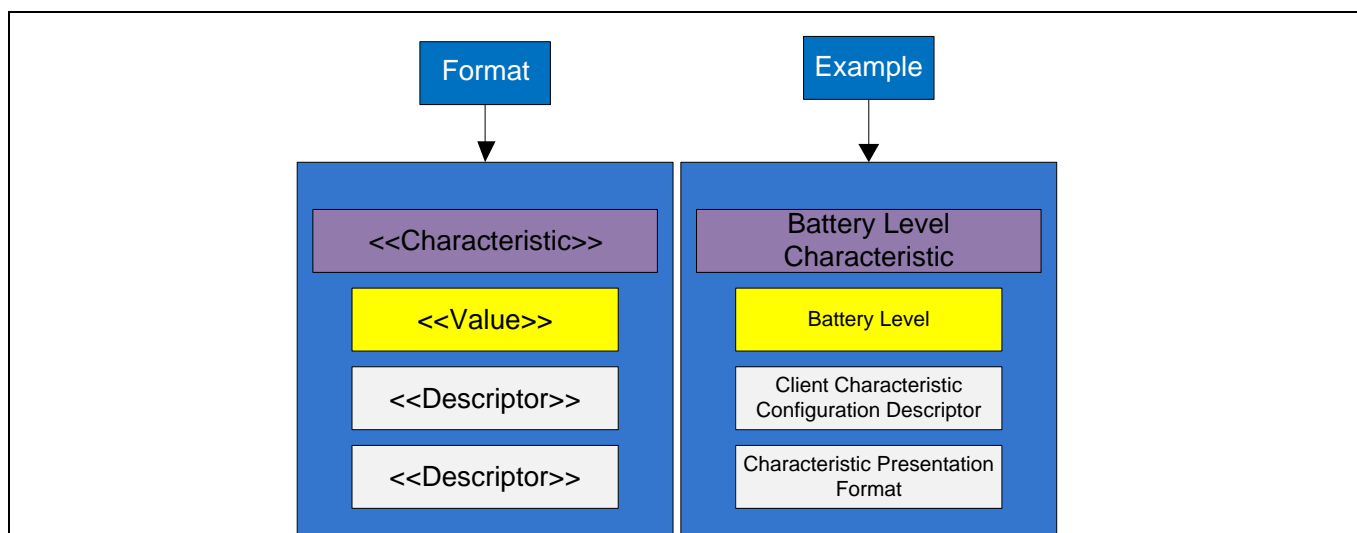 Format
Example
<<Characteristic>>
Battery Level
Characteristic
<<Value>>
Battery Level
<<Descriptor>>
Client Characteristic
Configuration Descriptor
<<Descriptor>>
Characteristic Presentation
Format